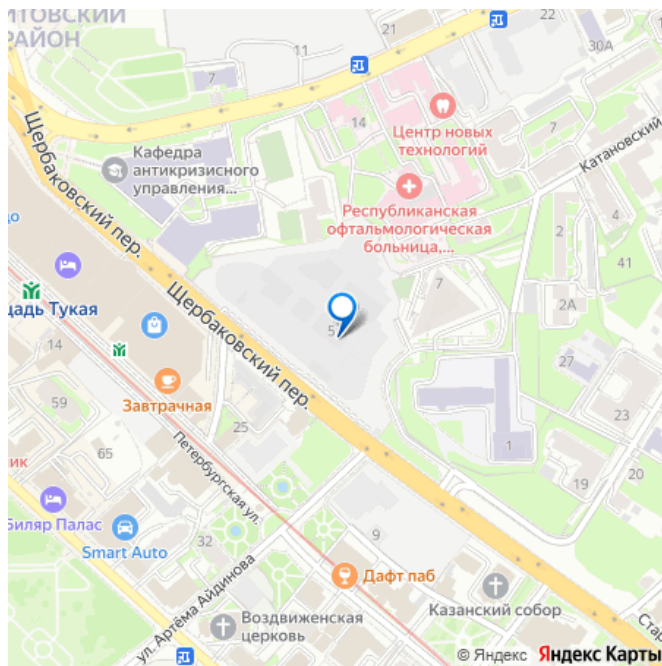 ИТОВСКИЙ
РАЙОН
22
21
11
30А
7
14
Центр новых
технологий
7
Катановский
Щербаковский пер.
Кафедра
антикризисного
управления...
Республиканская
офтальмологическая
больница,...
2
4
41
до
7
2А
щадь Тукая
Щербаковский пер.
14
27
Завтрачная
23
59
25
1
65
Петербургская ул.
19
20
ик
Биляр Палас
Smart Auto
32
9
Дафт паб
ул. Артёма Айдинова
Воздвиженская
церковь
Казанский собор
Стар
© Яндекс Яндекс Карты